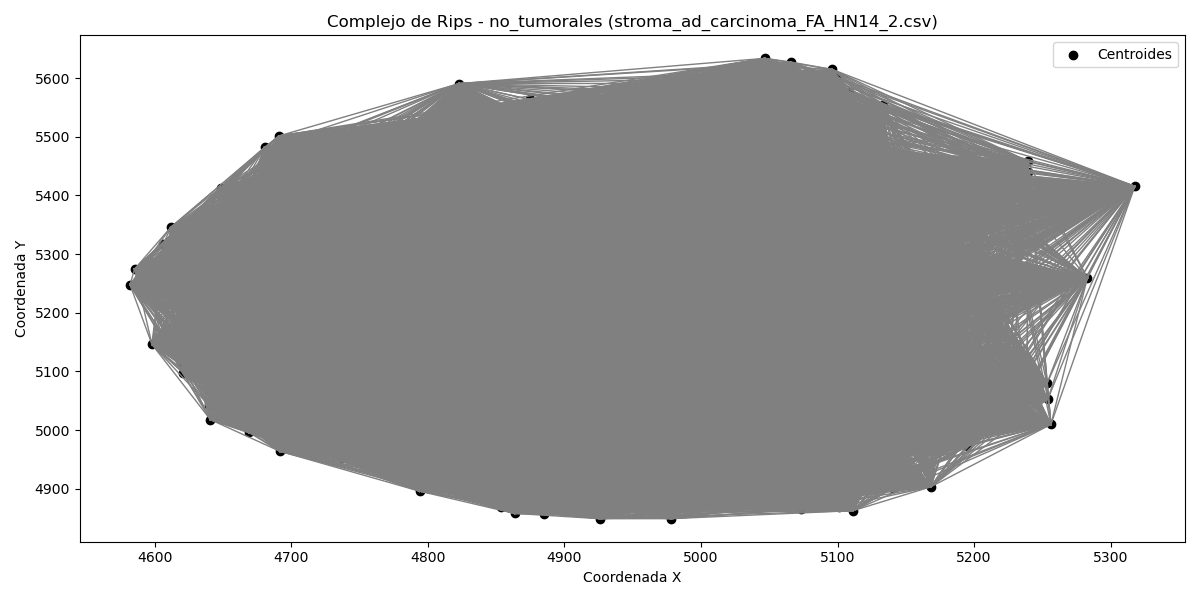 Complejo de Rips - no_tumorales (stroma_ad_carcinoma_FA_HN14_2.csv)
Centroides
Coordenada Y
5600
5500
5400
5300
5200
5100
5000
4900
4600 4700 4800 4900 5000 5100 5200 5300
Coordenada X